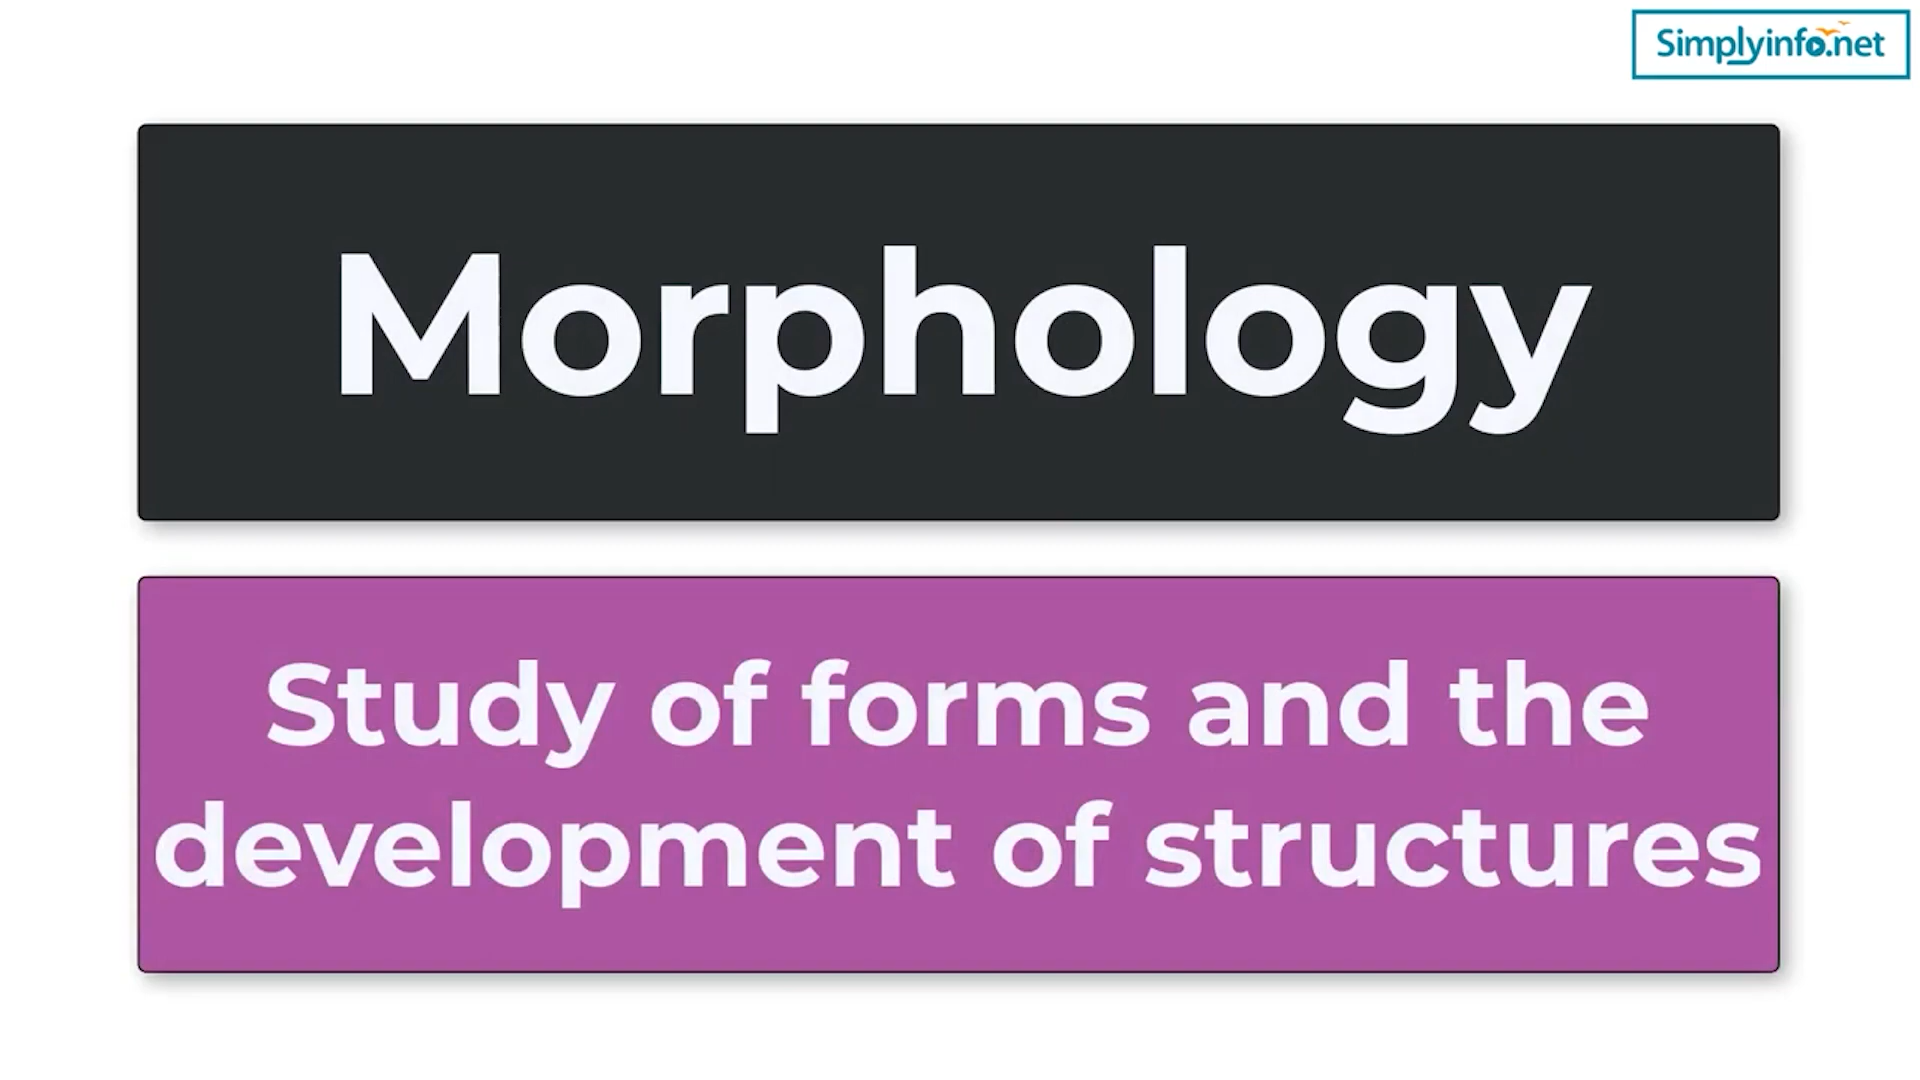 Simplyinfo.net
Morphology
Study of forms and the
development of structures